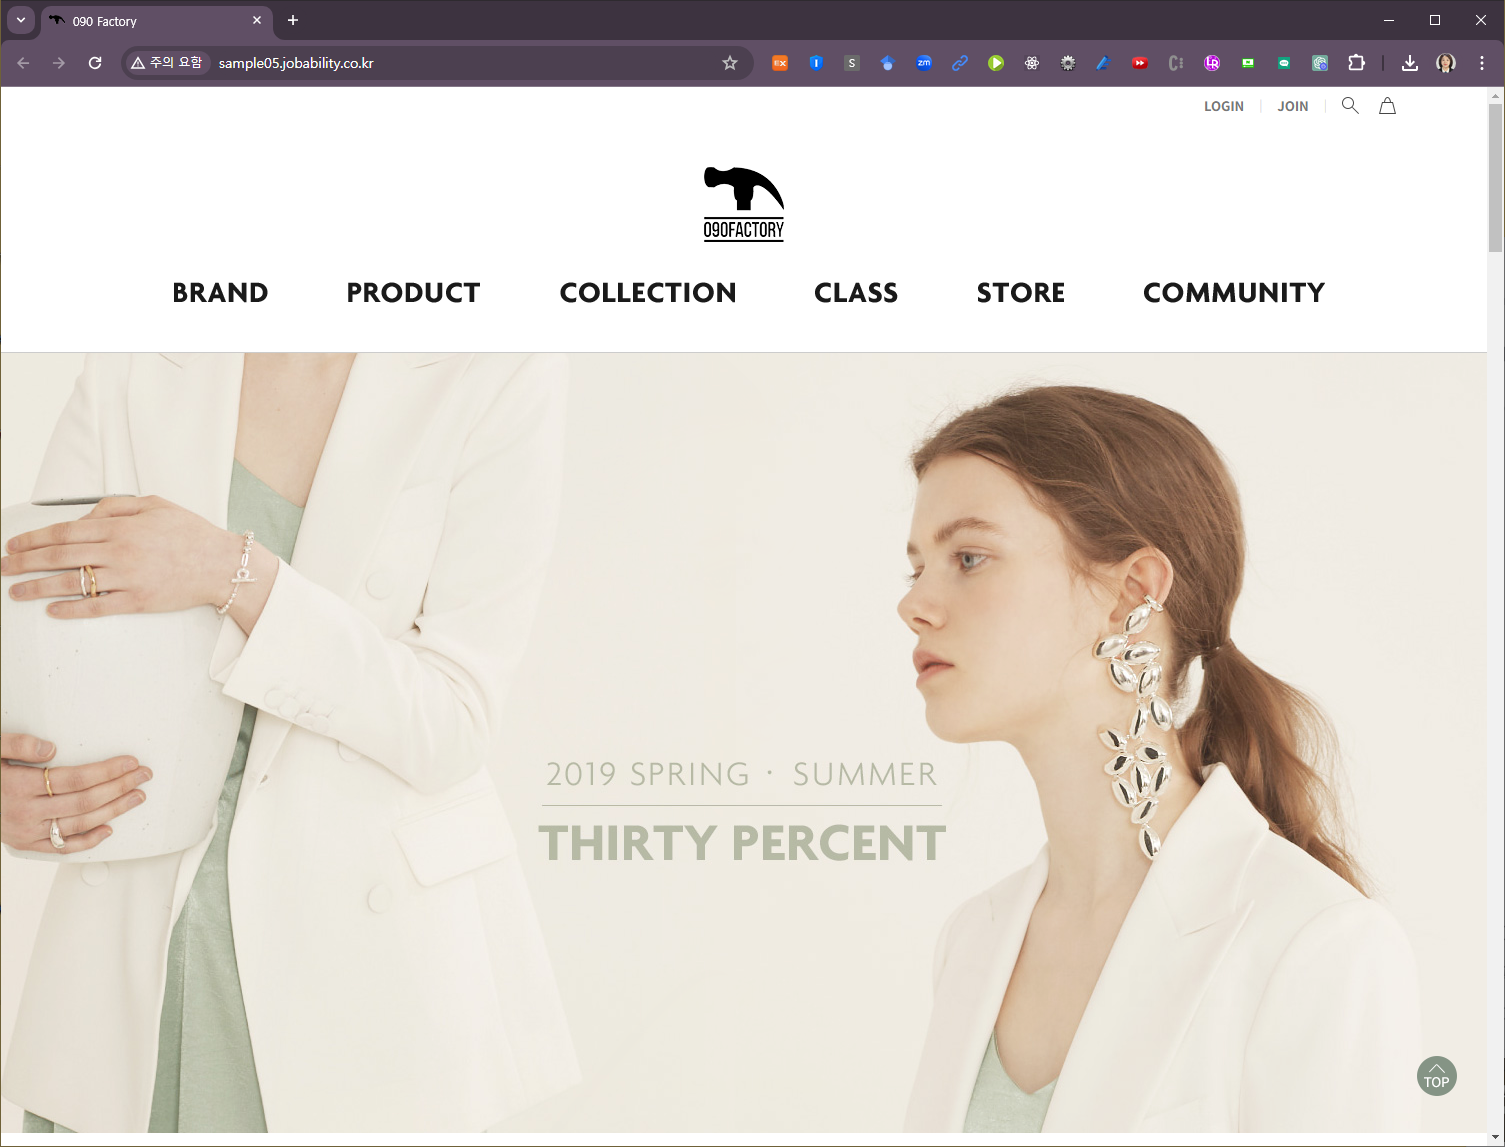 090 Factory
주의 요함
sample05.jobability.co.kr
LOGIN
JOIN
090FACTORY
BRAND
PRODUCT
COLLECTION
CLASS
STORE
COMMUNITY
2019 SPRING · SUMMER
THIRTY PERCENT
TOP